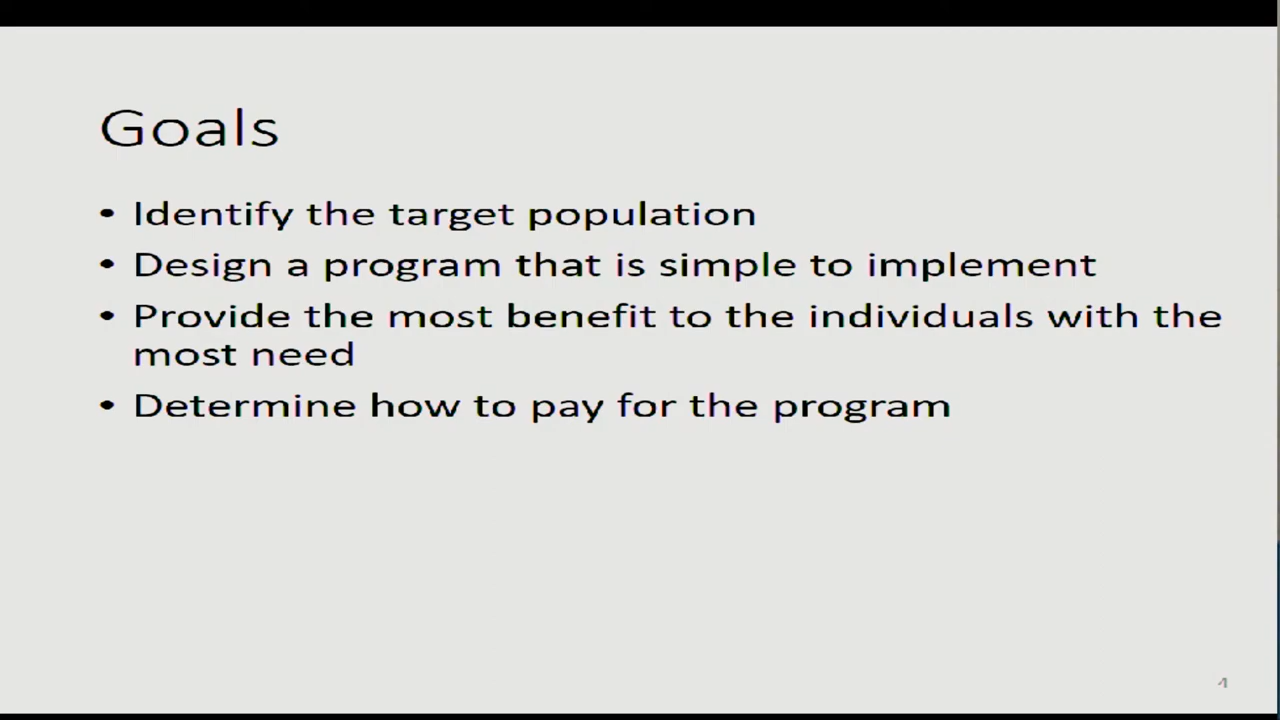 Goals
• Identify the target population
• Design a program that is simple to implement
• Provide the most benefit to the individuals with the
most need
• Determine how to pay for the program
4